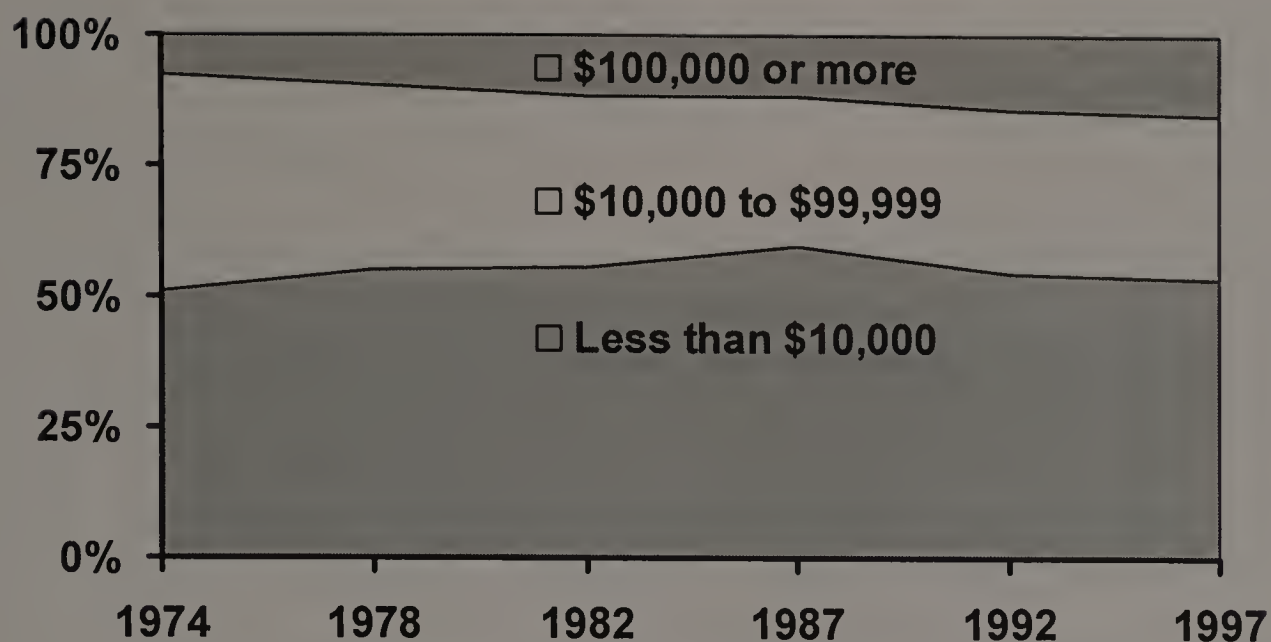 100%
□ $100,000 or more
75%
□ $10,000 to $99,999
50%
□ Less than $10,000
25%
0%
1974 1978 1982 1987 1992 1997